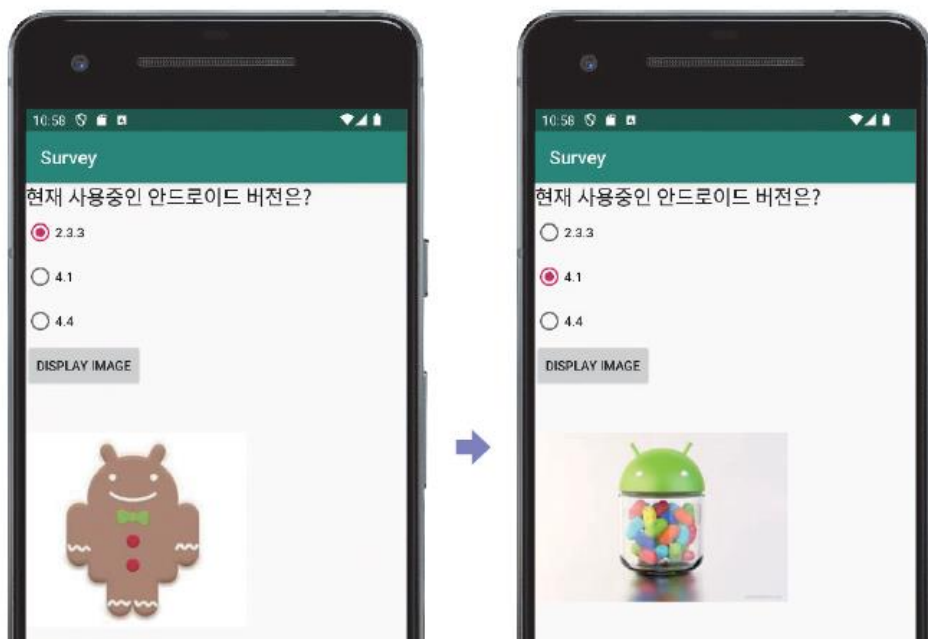 10:58
Survey
현재 사용중인 안드로이드 버전은?
2.3.3
4.1
4.4
DISPLAY IMAGE
10:58
Survey
현재 사용중인 안드로이드 버전은?
2.3.3
4.1
4.4
DISPLAY IMAGE